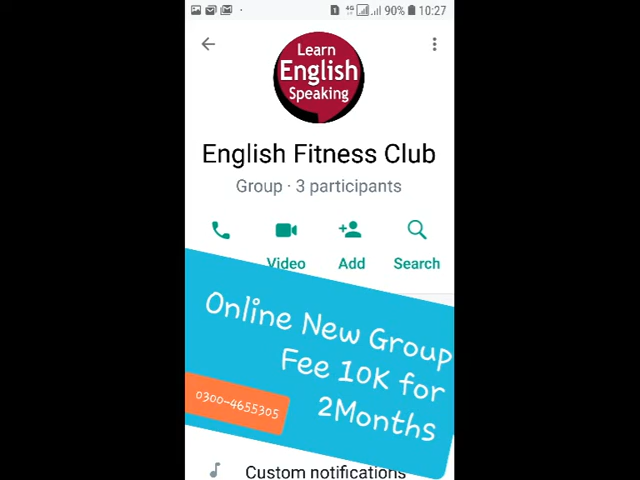 90% 10:27
Learn
English
Speaking
English Fitness Club
Group · 3 participants
Video Add Search
Online New Group
Fee 10K for
2Months
0300-4655305
Custom notifications